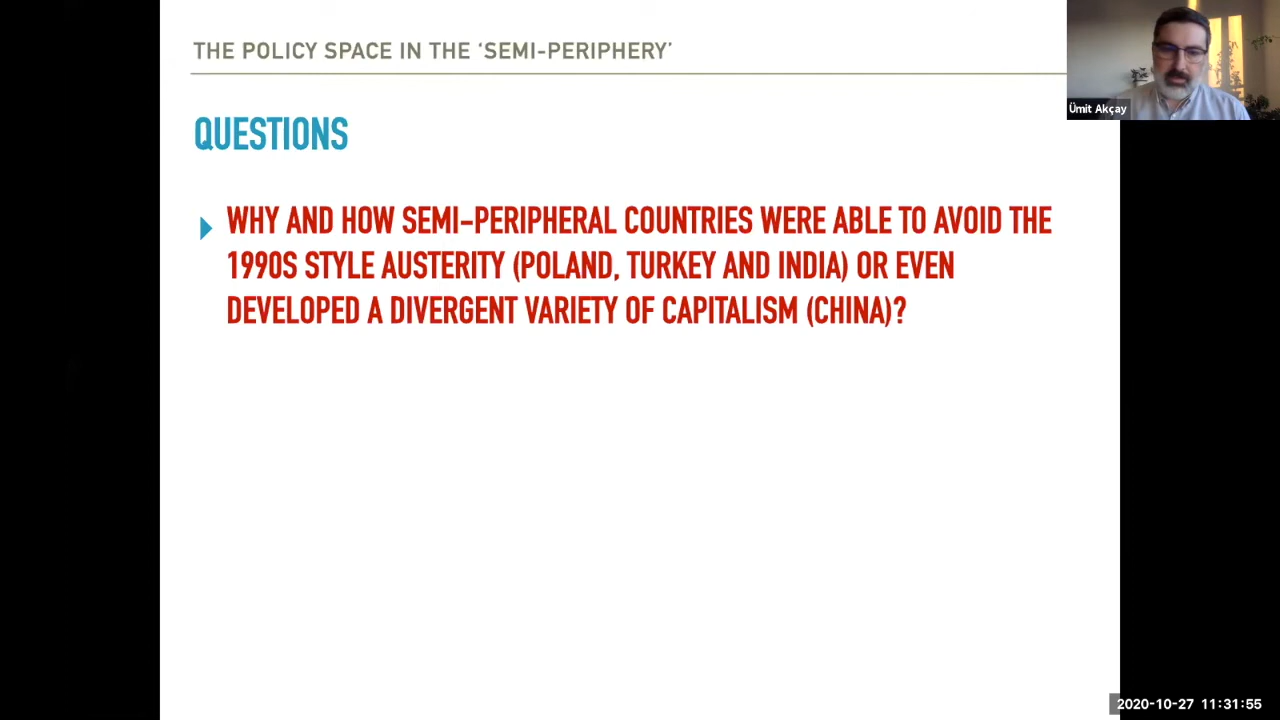 THE POLICY SPACE IN THE ‘SEMI-PERIPHERY’
Ümit Akçay
QUESTIONS
WHY AND HOW SEMI-PERIPHERAL COUNTRIES WERE ABLE TO AVOID THE
1990S STYLE AUSTERITY (POLAND, TURKEY AND INDIA) OR EVEN
DEVELOPED A DIVERGENT VARIETY OF CAPITALISM (CHINA)?
2020-10-27 11:31:55